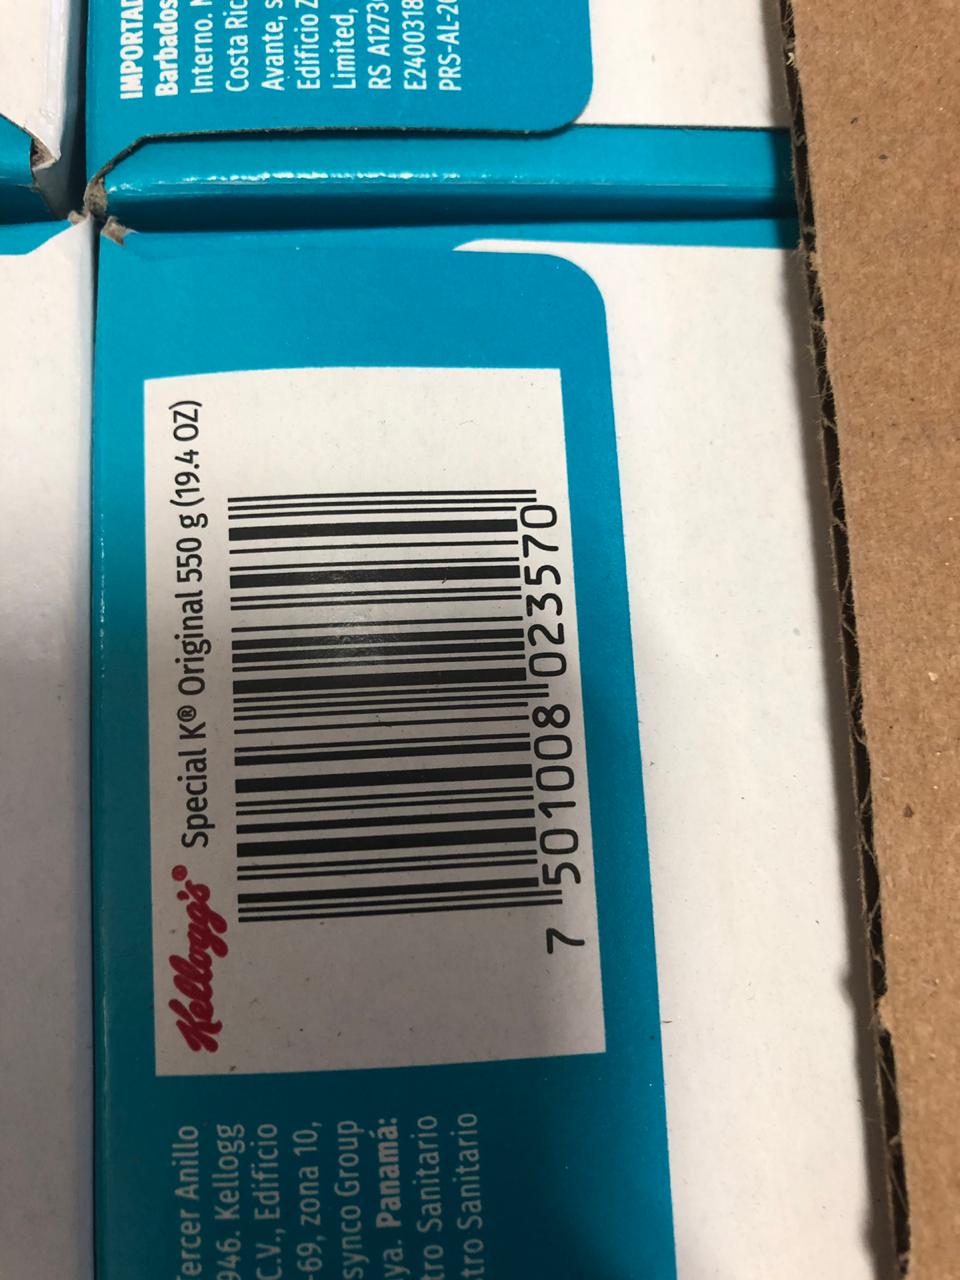 IMPORTAD
Barbados
Interno. N
Costa Ric
Avante, s
Edificio Z
Limited,
RS A1273
E2400318
PRS-AL-20
Kellogg's® Special K® Original 550 g (19.4 OZ)
7 501008 023570
Tercer Anillo
946. Kellogg
C.V., Edificio
-69, zona 10,
synco Group
ya. Panamá:
tro Sanitario
tro Sanitario